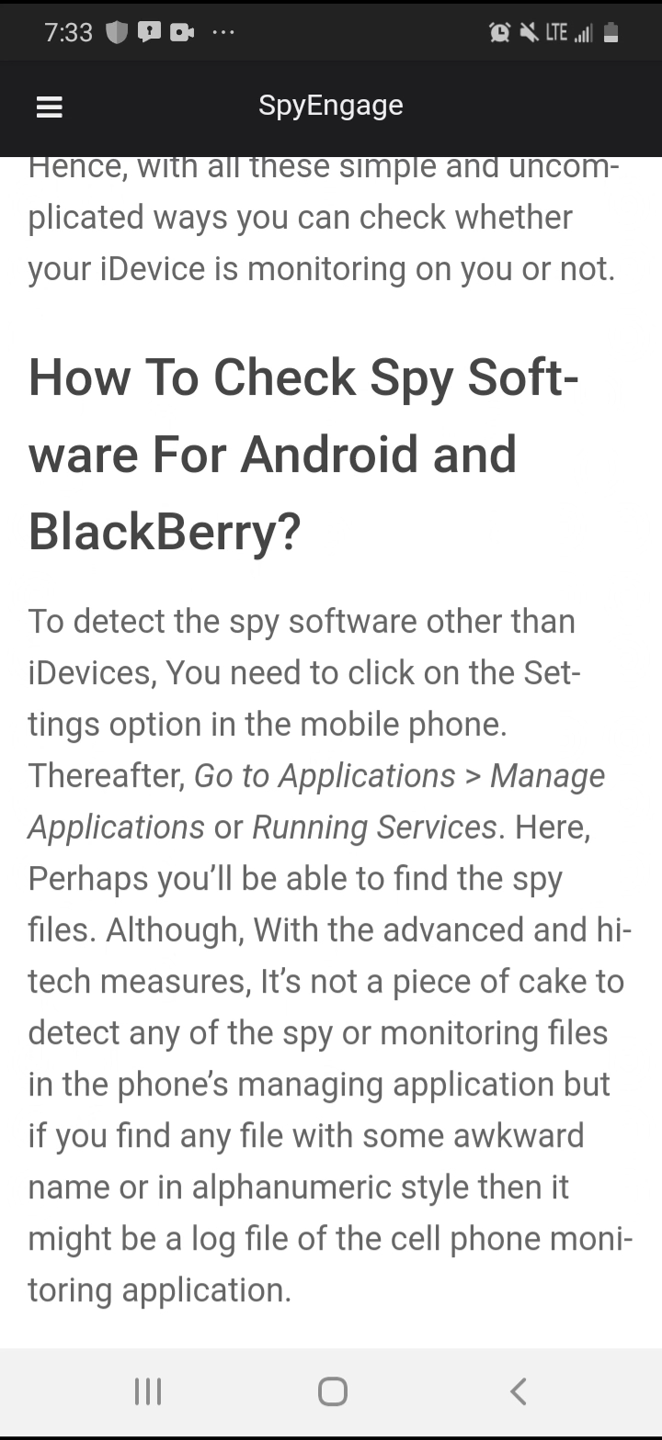 7:33
LTE
SpyEngage
Hence, with all these simple and uncom-
plicated ways you can check whether
your iDevice is monitoring on you or not.
How To Check Spy Soft-
ware For Android and
BlackBerry?
To detect the spy software other than
iDevices, You need to click on the Set-
tings option in the mobile phone.
Thereafter, Go to Applications > Manage
Applications or Running Services. Here,
Perhaps you’ll be able to find the spy
files. Although, With the advanced and hi-
tech measures, It’s not a piece of cake to
detect any of the spy or monitoring files
in the phone’s managing application but
if you find any file with some awkward
name or in alphanumeric style then it
might be a log file of the cell phone moni-
toring application.